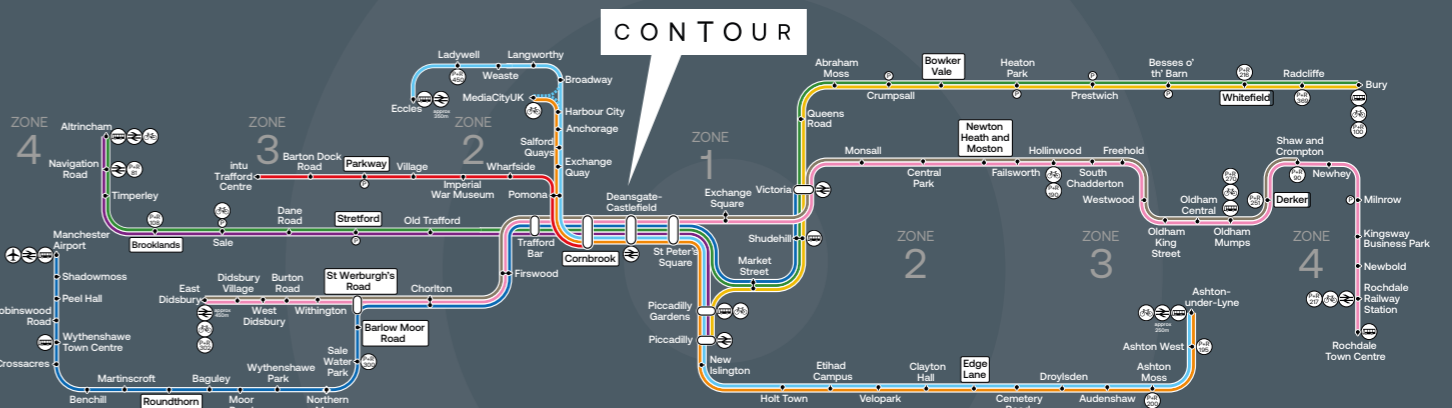 CONTOUR
ZONE
4
ZONE
3
ZONE
2
ZONE
1
ZONE
2
ZONE
3
ZONE
4
Ladywell
Langworthy
Weaste
Broadway
Eccles
approx
250m
MediaCityUK
Harbour City
Anchorage
Salford
Quays
Exchange
Quay
Pomona
Altrincham
Navigation
Road
Timperley
Brooklands
Sale
Dane
Road
Stretford
Old Trafford
intu
Trafford
Centre
Barton Dock
Road
Parkway
Village
Imperial
War Museum
Wharfside
Trafford
Bar
Cornbrook
Deansgate-
Castlefield
St Peter's
Square
Exchange
Square
Victoria
Shudehill
Market
Street
Piccadilly
Gardens
Piccadilly
New
Islington
Holt Town
Etihad
Campus
Velopark
Clayton
Hall
Edge
Lane
Cemetery
Droylsden
Audenshaw
Ashton
Moss
Ashton West
Ashton-
under-Lyne
approx
250m
Queens
Road
Abraham
Moss
Crumpsall
Bowker
Vale
Heaton
Park
Prestwich
Besses o'
th' Barn
Whitefield
Radcliffe
Bury
Monsall
Central
Park
Newton
Heath and
Moston
Failsworth
Hollinwood
South
Chadderton
Freehold
Westwood
Oldham
King
Street
Oldham
Central
Oldham
Mumps
Derker
Shaw and
Crompton
Newhey
Milnrow
Kingsway
Business Park
Newbold
Rochdale
Railway
Station
Rochdale
Town Centre
Manchester
Airport
Shadowmoss
Peel Hall
obinswood
Road
Wythenshawe
Town Centre
Crossacres
Benchill
Martinscroft
Roundthorn
Baguley
Moor
Wythenshawe
Park
Northern
Sale
Water
Park
Barlow Moor
Road
St Werburgh's
Road
East
Didsbury
approx
450m
Didsbury
Village
West
Didsbury
Burton
Road
Withington
Chorlton
Firswood